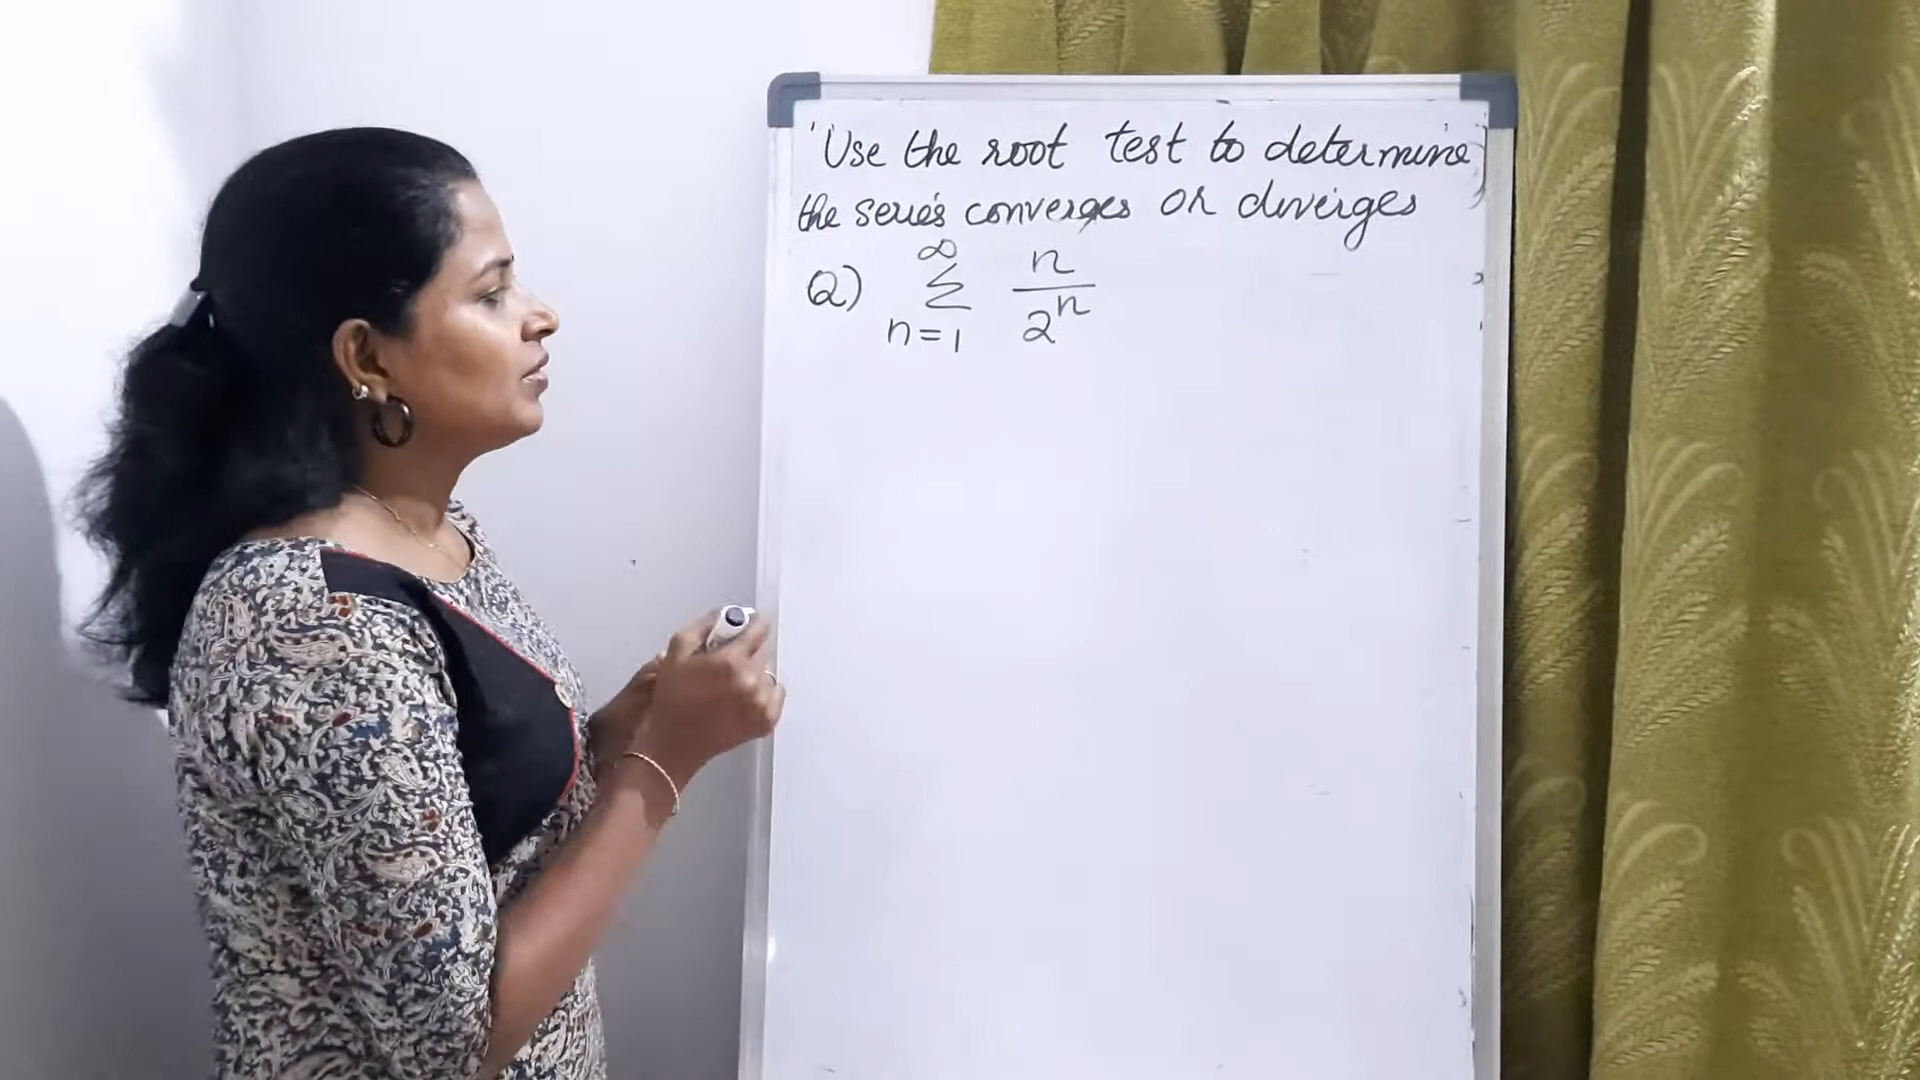 'Use the root test to determine
the series converges or diverges
Q) ∞ ∑ n=1 n/2^n